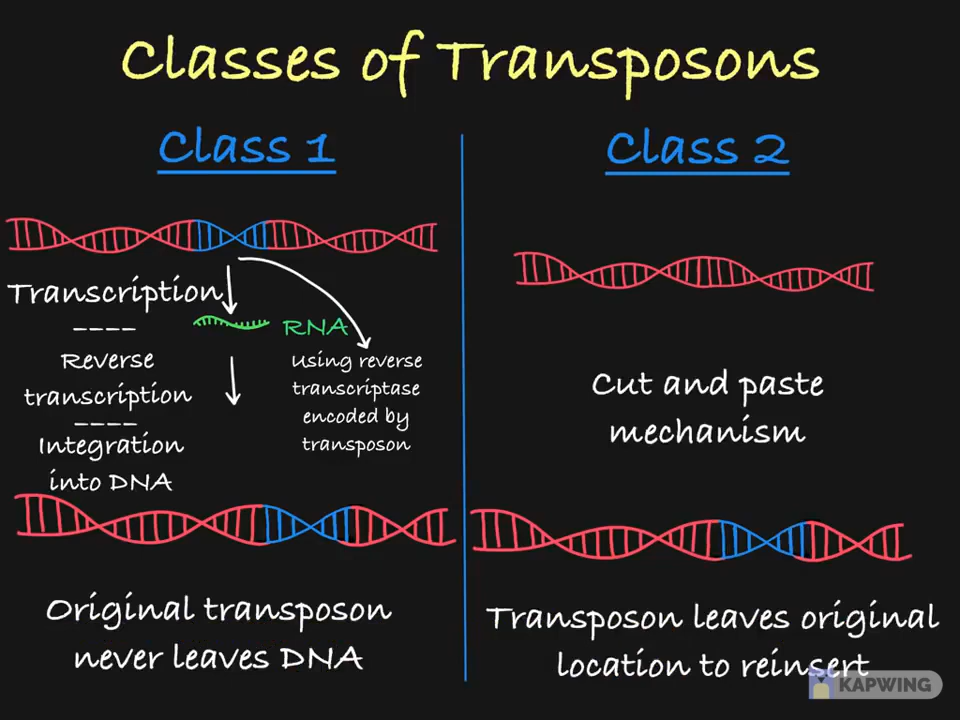 Classes of Transposons
Class 1
Transcription
----
Reverse
transcription
----
Integration
into DNA
RNA
Using reverse
transcriptase
encoded by
transposon
Original transposon
never leaves DNA
Class 2
Cut and paste
mechanism
Transposon leaves original
location to reinsert
KAPWING